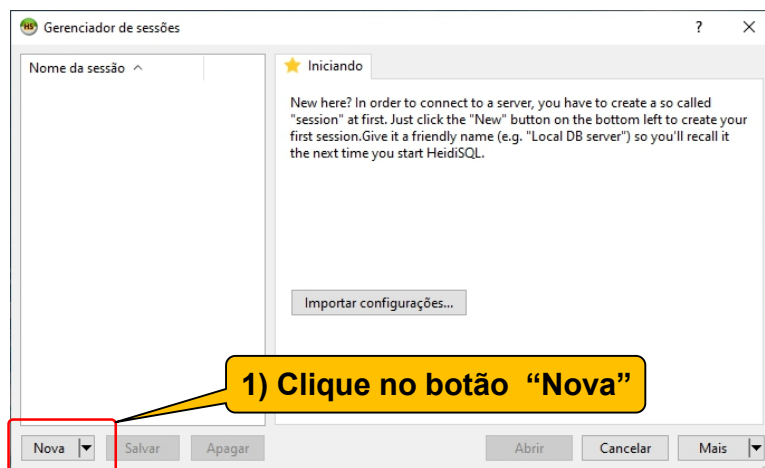 HS Gerenciador de sessões ?
Nome da sessão
Iniciando
New here? In order to connect to a server, you have to create a so called
"session" at first. Just click the "New" button on the bottom left to create your
first session.Give it a friendly name (e.g. "Local DB server") so you'll recall it
the next time you start HeidiSQL.
Importar configurações...
1) Clique no botão “Nova”
Nova Salvar Apagar Abrir Cancelar Mais